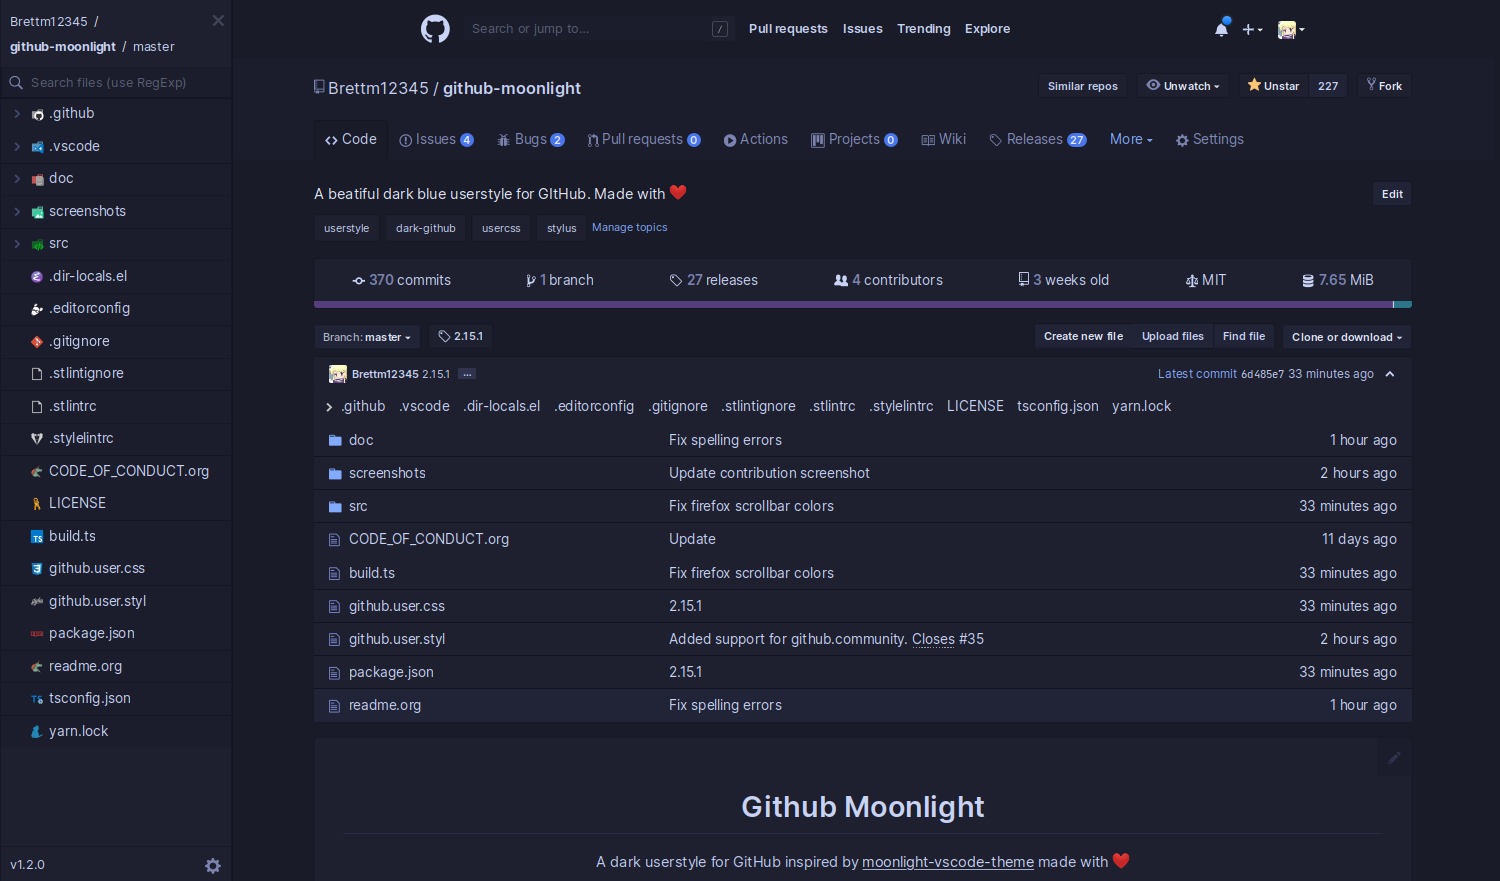 Brettm12345 /
github-moonlight / master
Search files (use RegExp)
.github
.vscode
doc
screenshots
src
.dir-locals.el
.editorconfig
.gitignore
.stlintignore
.stlintrc
.stylelintrc
CODE_OF_CONDUCT.org
LICENSE
build.ts
github.user.css
github.user.styl
package.json
readme.org
tsconfig.json
yarn.lock
v1.2.0
Search or jump to... / Pull requests Issues Trending Explore
Brettm12345 / github-moonlight Similar repos Unwatch Unstar 227 Fork
Code Issues 4 Bugs 2 Pull requests 0 Actions Projects 0 Wiki Releases 27 More Settings
A beatiful dark blue userstyle for GItHub. Made with ❤️ Edit
userstyle dark-github usercss stylus Manage topics
370 commits 1 branch 27 releases 4 contributors 3 weeks old MIT 7.65 MiB
Branch: master 2.15.1 Create new file Upload files Find file Clone or download
Brettm12345 2.15.1 ... Latest commit 6d485e7 33 minutes ago
.github .vscode .dir-locals.el .editorconfig .gitignore .stlintignore .stlintrc .stylelintrc LICENSE tsconfig.json yarn.lock
doc Fix spelling errors 1 hour ago
screenshots Update contribution screenshot 2 hours ago
src Fix firefox scrollbar colors 33 minutes ago
CODE_OF_CONDUCT.org Update 11 days ago
build.ts Fix firefox scrollbar colors 33 minutes ago
github.user.css 2.15.1 33 minutes ago
github.user.styl Added support for github.community. Closes #35 2 hours ago
package.json 2.15.1 33 minutes ago
readme.org Fix spelling errors 1 hour ago
Github Moonlight
A dark userstyle for GitHub inspired by moonlight-vscode-theme made with ❤️